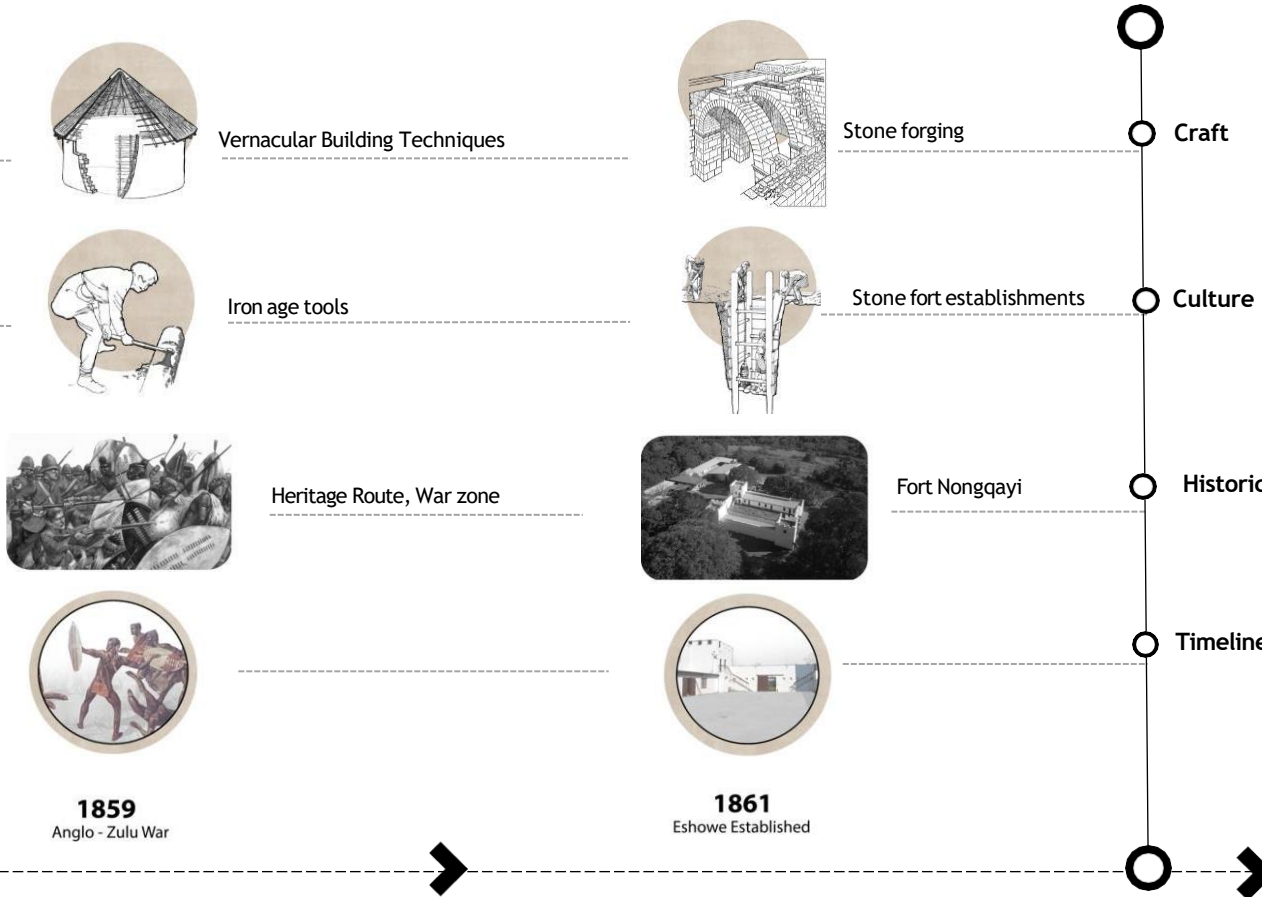 Vernacular Building Techniques
Stone forging
Craft
Iron age tools
Stone fort establishments
Culture
Heritage Route, War zone
Fort Nongqayi
Historic
Timeline
1859
Anglo - Zulu War
1861
Eshowe Established